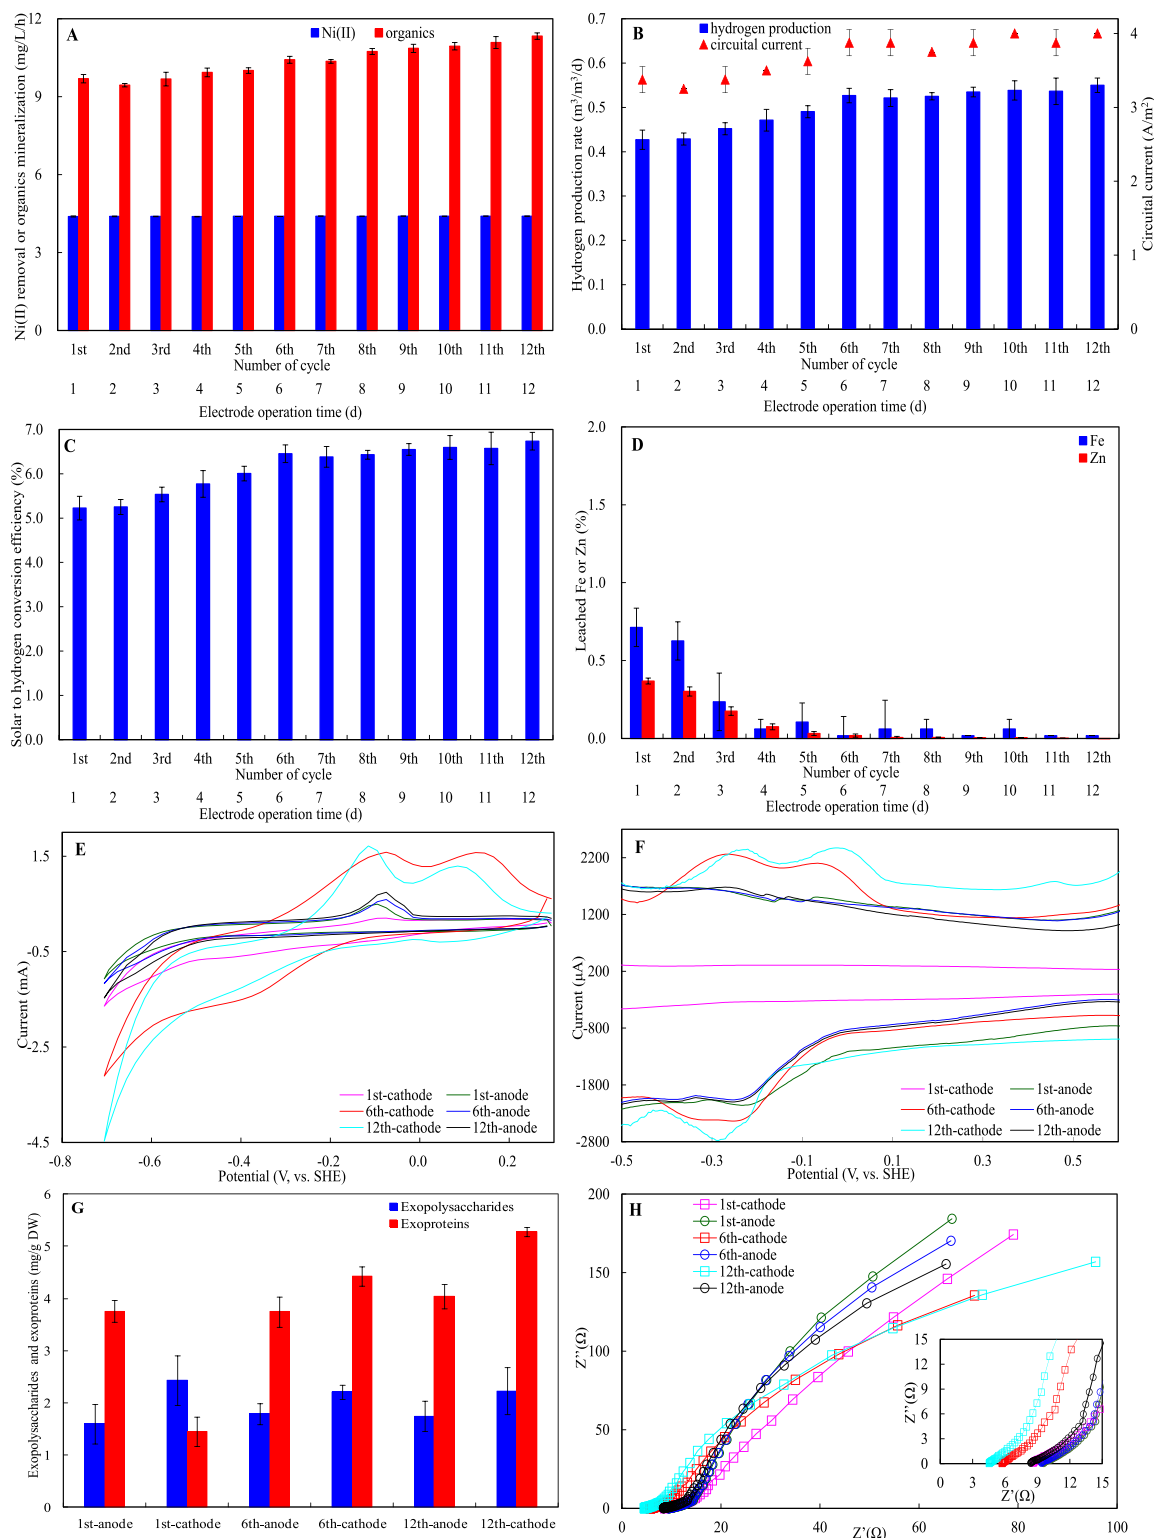 A
Ni(II) organics
Ni(II) removal or organics mineralization (mg/L/h)
12
9
6
3
0
1st 2nd 3rd 4th 5th 6th 7th 8th 9th 10th 11th 12th
Number of cycle
1 2 3 4 5 6 7 8 9 10 11 12
Electrode operation time (d)
B
hydrogen production
circuital current
Hydrogen production rate (m³/m³/d)
0.7
0.6
0.5
0.4
0.3
0.2
0.1
0.0
Circuital current (A/m²)
4
3
2
1
0
1st 2nd 3rd 4th 5th 6th 7th 8th 9th 10th 11th 12th
Number of cycle
1 2 3 4 5 6 7 8 9 10 11 12
Electrode operation time (d)
C
Solar to hydrogen conversion efficiency (%)
7.0
6.0
5.0
4.0
3.0
2.0
1.0
0.0
1st 2nd 3rd 4th 5th 6th 7th 8th 9th 10th 11th 12th
Number of cycle
1 2 3 4 5 6 7 8 9 10 11 12
Electrode operation time (d)
D
Fe
Zn
Leached Fe or Zn (%)
2.0
1.5
1.0
0.5
0.0
1st 2nd 3rd 4th 5th 6th 7th 8th 9th 10th 11th 12th
Number of cycle
1 2 3 4 5 6 7 8 9 10 11 12
Electrode operation time (d)
E
Current (mA)
1.5
-0.5
-2.5
-4.5
1st-cathode 1st-anode
6th-cathode 6th-anode
12th-cathode 12th-anode
-0.8 -0.6 -0.4 -0.2 0.0 0.2
Potential (V, vs. SHE)
F
Current (μA)
2200
1200
200
-800
-1800
-2800
1st-cathode 1st-anode
6th-cathode 6th-anode
12th-cathode 12th-anode
-0.5 -0.3 -0.1 0.1 0.3 0.5
Potential (V, vs. SHE)
G
Exopolysaccharides
Exoproteins
Exopolysaccharides and exoproteins (mg/g DW)
6
5
4
3
2
1
0
1st-anode 1st-cathode 6th-anode 6th-cathode 12th-anode 12th-cathode
H
1st-cathode
1st-anode
6th-cathode
6th-anode
12th-cathode
12th-anode
Z’’(Ω)
200
150
100
50
0
0 20 40 60 80 100
Z’(Ω)
Z’’(Ω)
15
12
9
6
3
0
0 3 6 9 12 15
Z’(Ω)